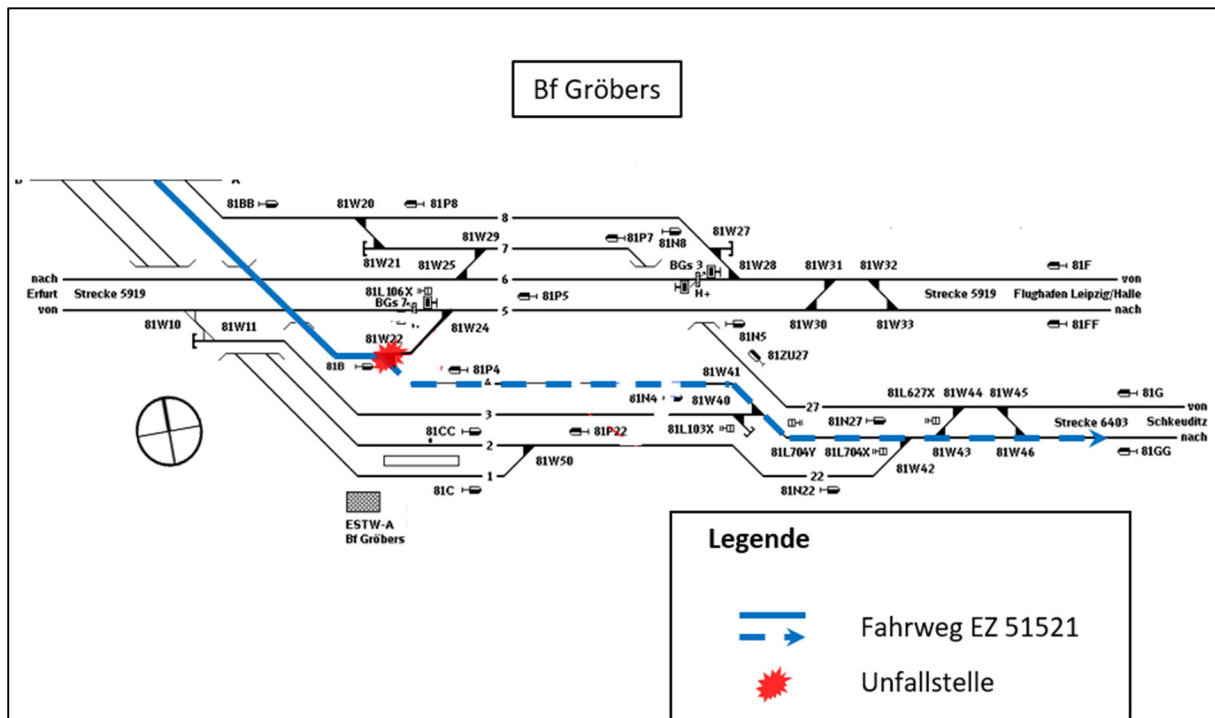 Bf Gröbers
81BB
81W20
81P8
8
81W29
81P7
81N8
81W27
7
81W21
81W25
BGs 3
81W28
81W31
81W32
81F
nach
6
von
Erfurt
Strecke 5919
81L106X
H+
Strecke 5919
Flughafen Leipzig/Halle
von
BGs 7
81P5
5
nach
81W10
81W11
81W22
81W24
81W30
81W33
81FF
81N5
81ZU27
81B
81P4
4
81W41
81N4
81W40
81L627X
81W44
81W45
81G
3
27
von
81CC
81P22
81L103X
81N27
Strecke 6403
Schkeuditz
2
nach
81W50
81L704Y
81L704X
81W43
81W46
81GG
81W42
1
22
81C
81N22
ESTW-A
Bf Gröbers
Legende
Fahrweg EZ 51521
Unfallstelle